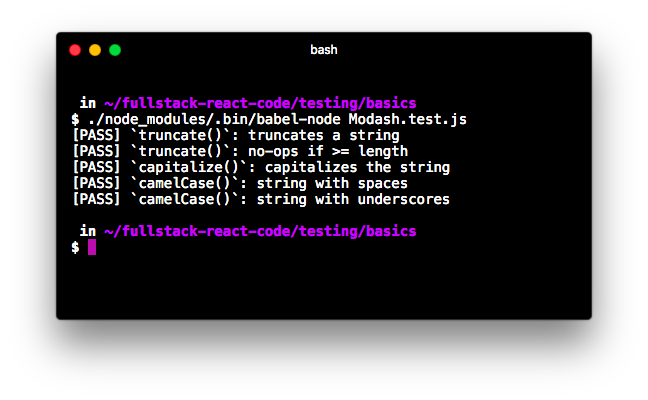 bash
in ~/fullstack-react-code/testing/basics
$ ./node_modules/.bin/babel-node Modash.test.js
[PASS] `truncate()`: truncates a string
[PASS] `truncate()`: no-ops if >= length
[PASS] `capitalize()`: capitalizes the string
[PASS] `camelCase()`: string with spaces
[PASS] `camelCase()`: string with underscores
in ~/fullstack-react-code/testing/basics
$